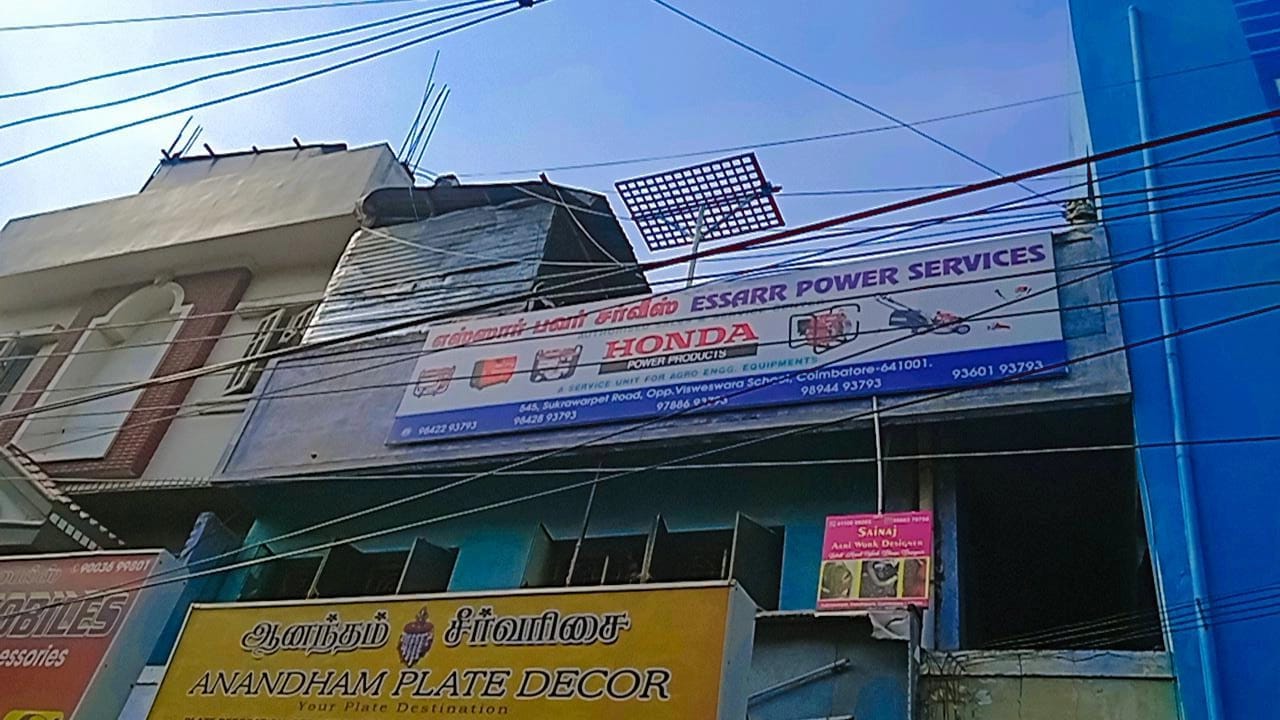 எஸ்ஸார் பவர் சர்வீஸ் ESSARR POWER SERVICES
HONDA
POWER PRODUCTS
A SERVICE UNIT FOR AGRO ENGG. EQUIPMENTS
545, Sukrawarpet Road, Opp.Visweswara School, Coimbatore-641001.
98422 93793 98428 93793 97886 93793 98944 93793 93601 93793
SAINAJ
Aari Work Designer
90036 99801
OBILES
essories
ஆனந்தம் சீர்வரிசை
ANANDHAM PLATE DECOR
Your Plate Destination